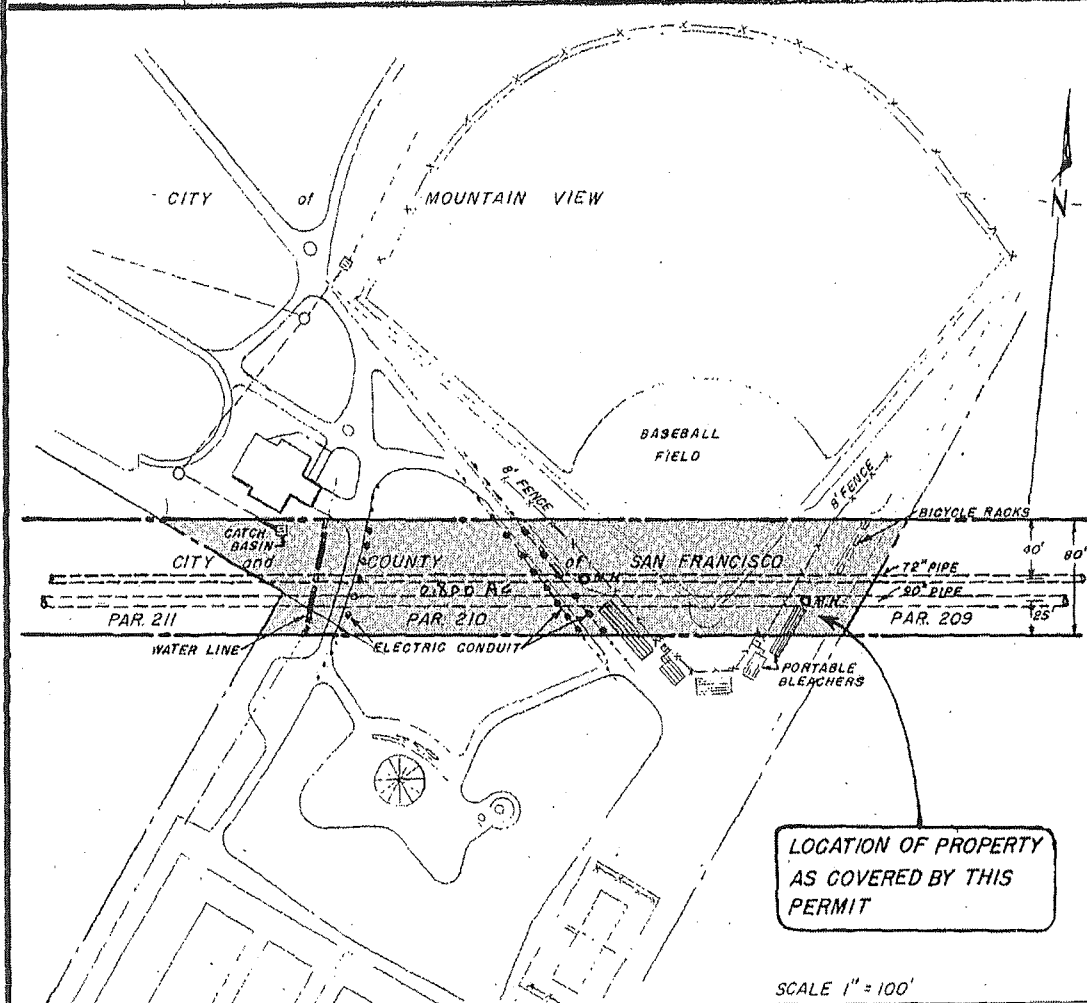 CITY of MOUNTAIN VIEW
N
BASEBALL
FIELD
8' FENCE
8' FENCE
BICYCLE RACKS
CATCH
BASIN
CITY and COUNTY of SAN FRANCISCO
40'
80'
72" PIPE
M.H.
90" PIPE
M.H.
25'
PAR. 211
PAR. 210
PAR. 209
WATER LINE
ELECTRIC CONDUIT
PORTABLE
BLEACHERS
LOCATION OF PROPERTY
AS COVERED BY THIS
PERMIT
SCALE 1" = 100'